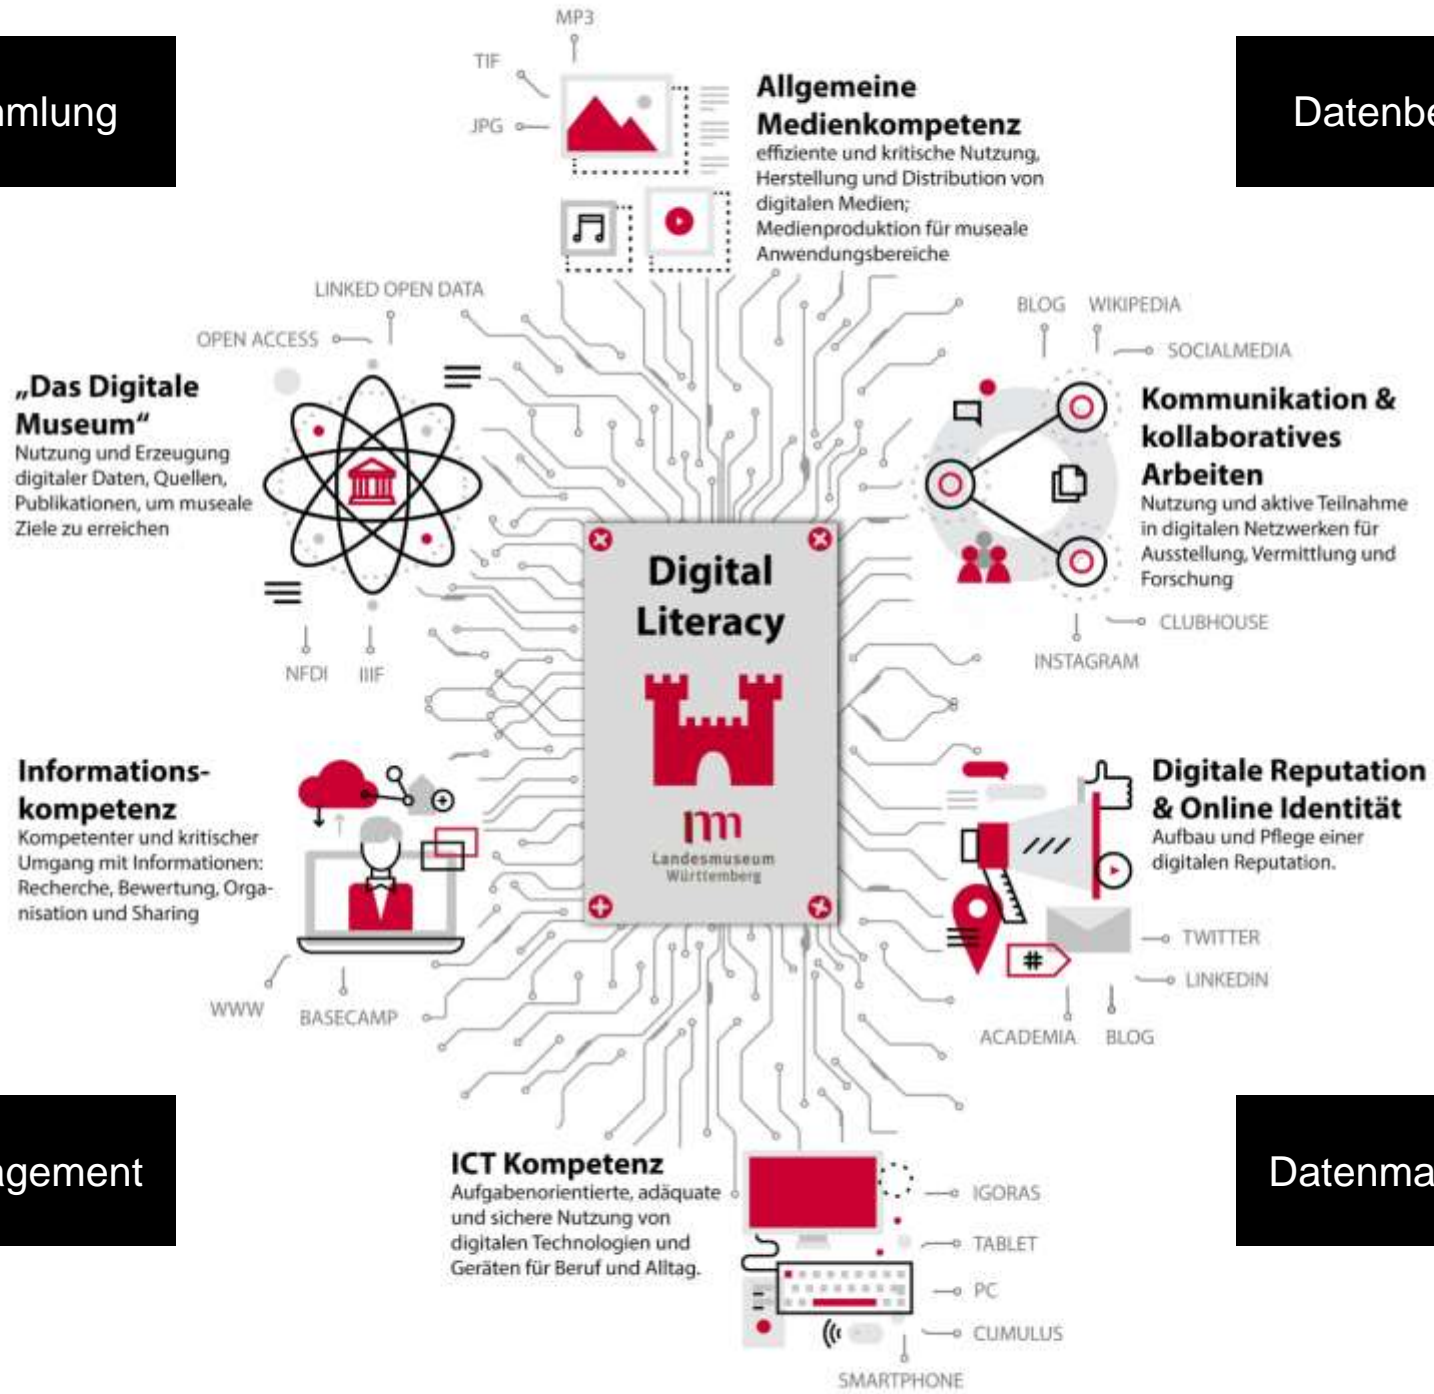 mlung
Datenbe
MP3
TIF
JPG
Allgemeine
Medienkompetenz
effiziente und kritische Nutzung,
Herstellung und Distribution von
digitalen Medien;
Medienproduktion für museale
Anwendungsbereiche
LINKED OPEN DATA
OPEN ACCESS
„Das Digitale
Museum“
Nutzung und Erzeugung
digitaler Daten, Quellen,
Publikationen, um museale
Ziele zu erreichen
NFDI
IIIF
BLOG
WIKIPEDIA
SOCIALMEDIA
Kommunikation &
kollaboratives
Arbeiten
Nutzung und aktive Teilnahme
in digitalen Netzwerken für
Ausstellung, Vermittlung und
Forschung
CLUBHOUSE
INSTAGRAM
Digital
Literacy
Landesmuseum
Württemberg
Informations-
kompetenz
Kompetenter und kritischer
Umgang mit Informationen:
Recherche, Bewertung, Orga-
nisation und Sharing
WWW
BASECAMP
Digitale Reputation
& Online Identität
Aufbau und Pflege einer
digitalen Reputation.
#
TWITTER
LINKEDIN
ACADEMIA
BLOG
agement
Datenma
ICT Kompetenz
Aufgabenorientierte, adäquate
und sichere Nutzung von
digitalen Technologien und
Geräten für Beruf und Alltag.
IGORAS
TABLET
PC
CUMULUS
SMARTPHONE